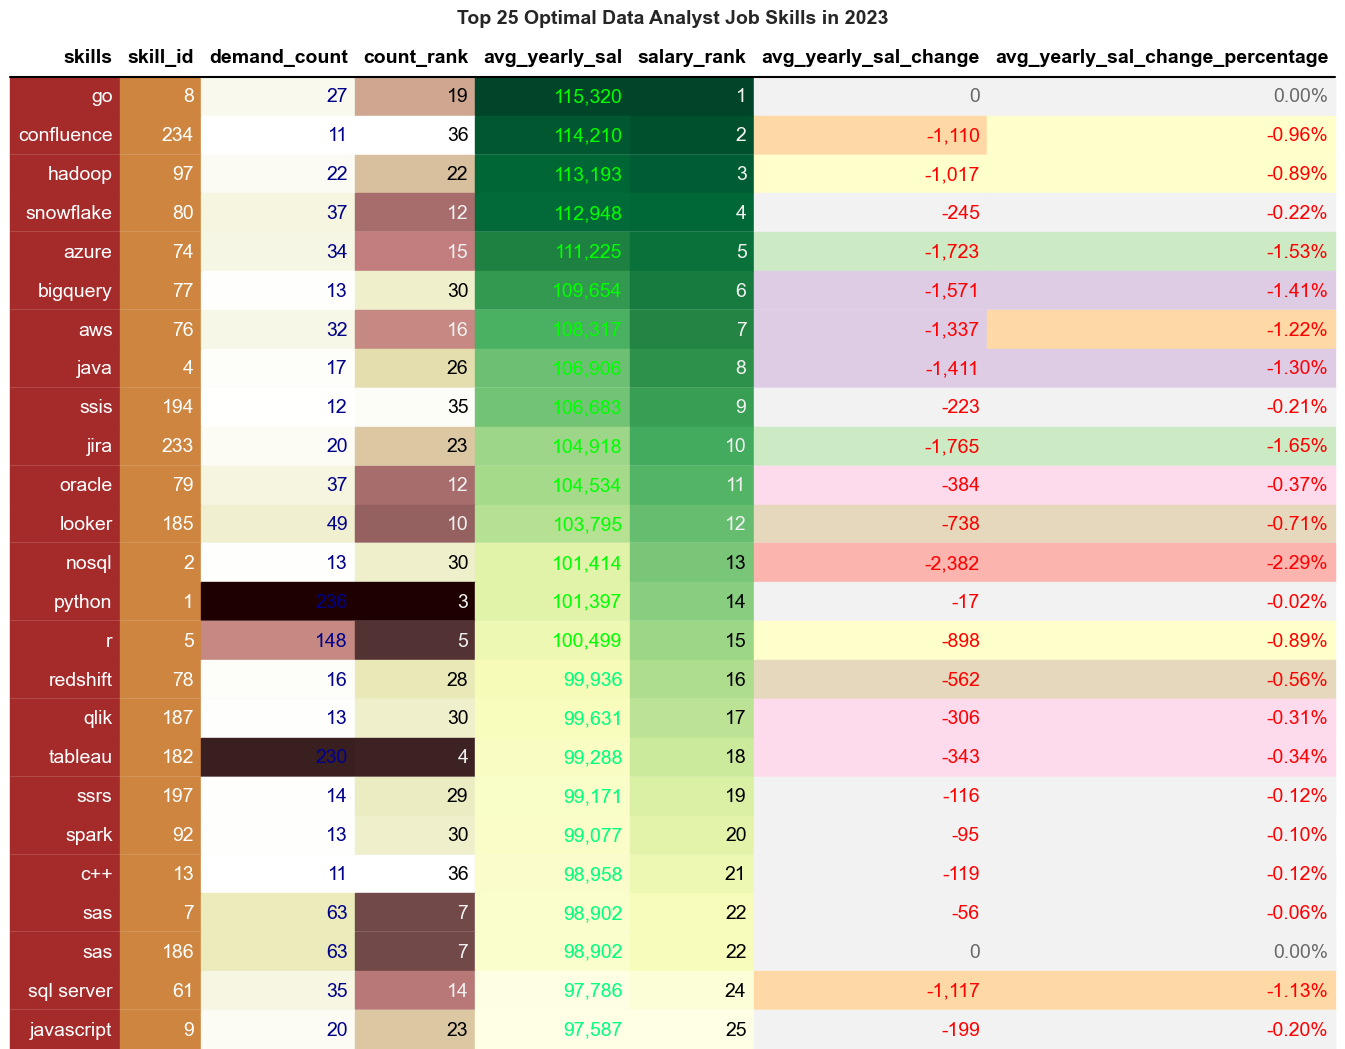 Top 25 Optimal Data Analyst Job Skills in 2023
skills skill_id demand_count count_rank avg_yearly_sal salary_rank avg_yearly_sal_change avg_yearly_sal_change_percentage
go 8 27 19 115,320 1 0 0.00%
confluence 234 11 36 114,210 2 -1,110 -0.96%
hadoop 97 22 22 113,193 3 -1,017 -0.89%
snowflake 80 37 12 112,948 4 -245 -0.22%
azure 74 34 15 111,225 5 -1,723 -1.53%
bigquery 77 13 30 109,654 6 -1,571 -1.41%
aws 76 32 16 108,317 7 -1,337 -1.22%
java 4 17 26 106,906 8 -1,411 -1.30%
ssis 194 12 35 106,683 9 -223 -0.21%
jira 233 20 23 104,918 10 -1,765 -1.65%
oracle 79 37 12 104,534 11 -384 -0.37%
looker 185 49 10 103,795 12 -738 -0.71%
nosql 2 13 30 101,414 13 -2,382 -2.29%
python 1 236 3 101,397 14 -17 -0.02%
r 5 148 5 100,499 15 -898 -0.89%
redshift 78 16 28 99,936 16 -562 -0.56%
qlik 187 13 30 99,631 17 -306 -0.31%
tableau 182 230 4 99,288 18 -343 -0.34%
ssrs 197 14 29 99,171 19 -116 -0.12%
spark 92 13 30 99,077 20 -95 -0.10%
c++ 13 11 36 98,958 21 -119 -0.12%
sas 7 63 7 98,902 22 -56 -0.06%
sas 186 63 7 98,902 22 0 0.00%
sql server 61 35 14 97,786 24 -1,117 -1.13%
javascript 9 20 23 97,587 25 -199 -0.20%